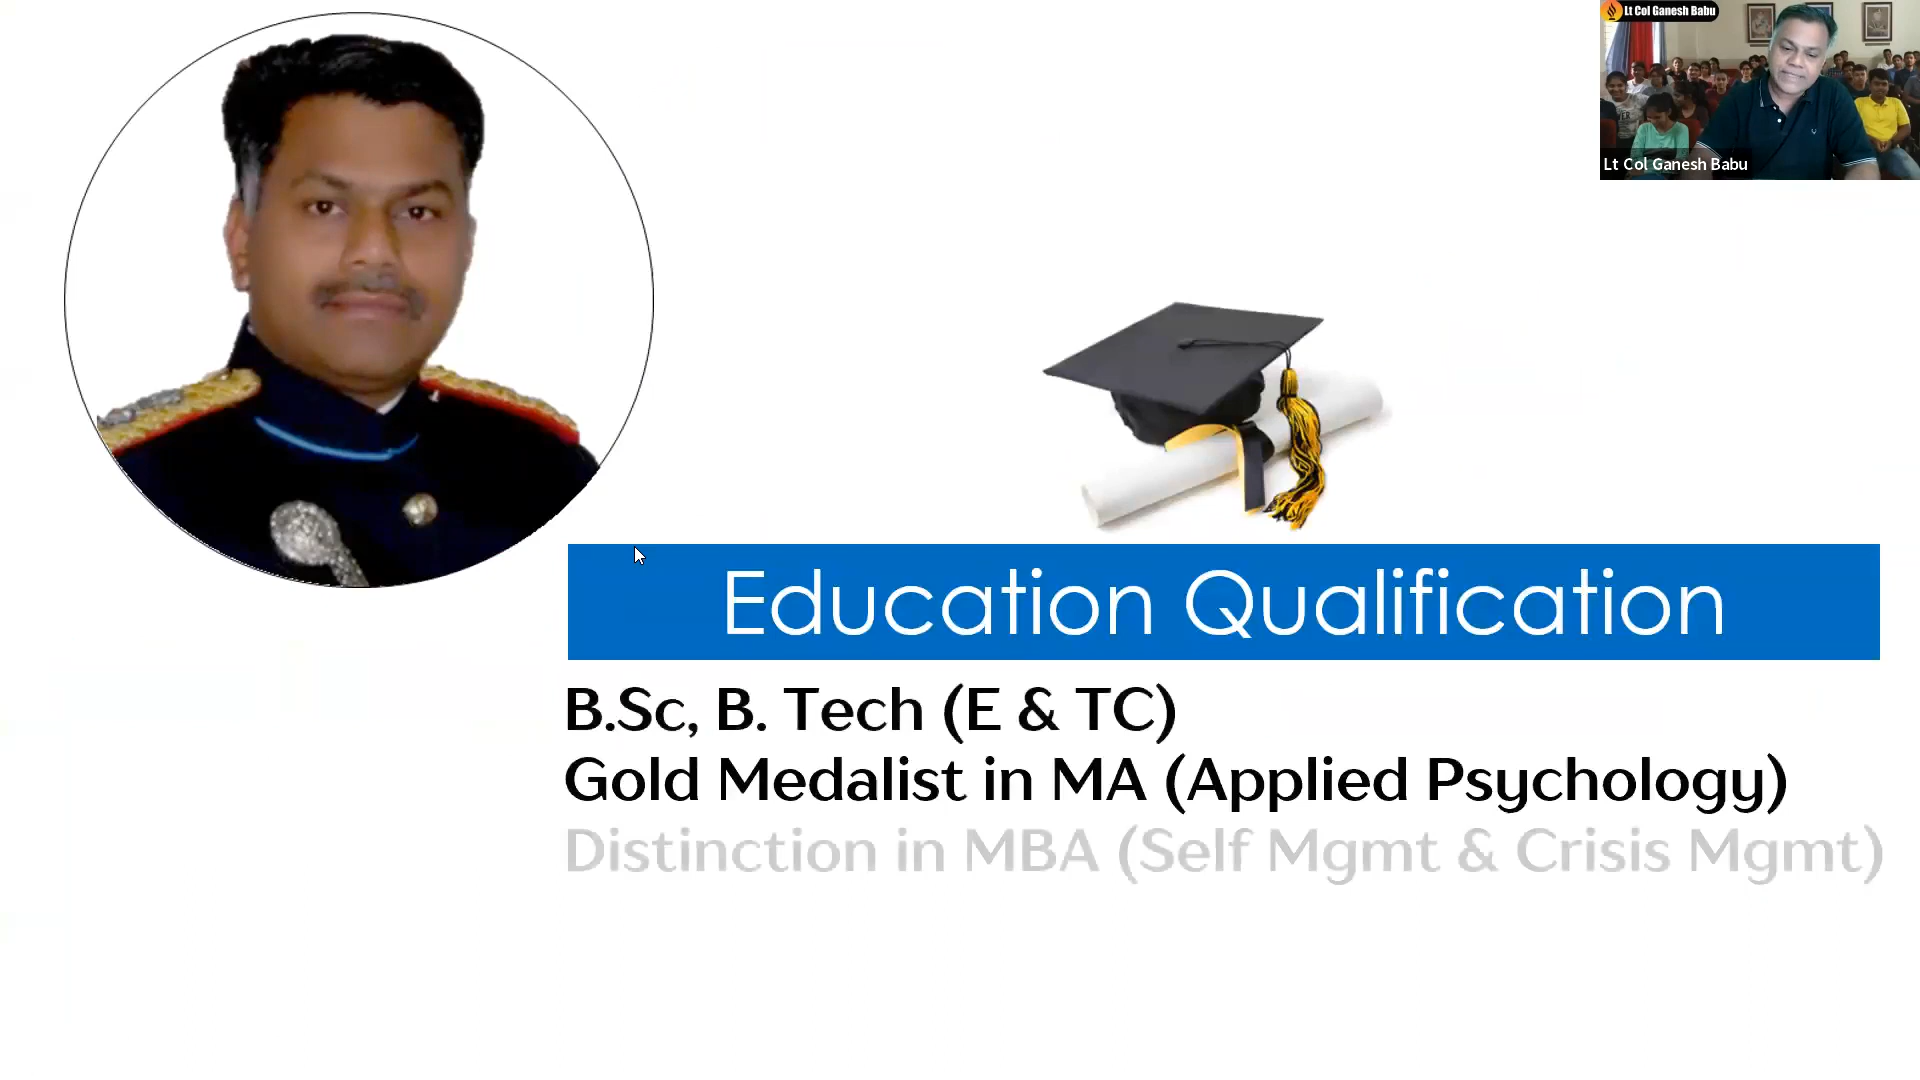 Lt Col Ganesh Babu
Lt Col Ganesh Babu
Education Qualification
B.Sc, B. Tech (E & TC)
Gold Medalist in MA (Applied Psychology)
Distinction in MBA (Self Mgmt & Crisis Mgmt)